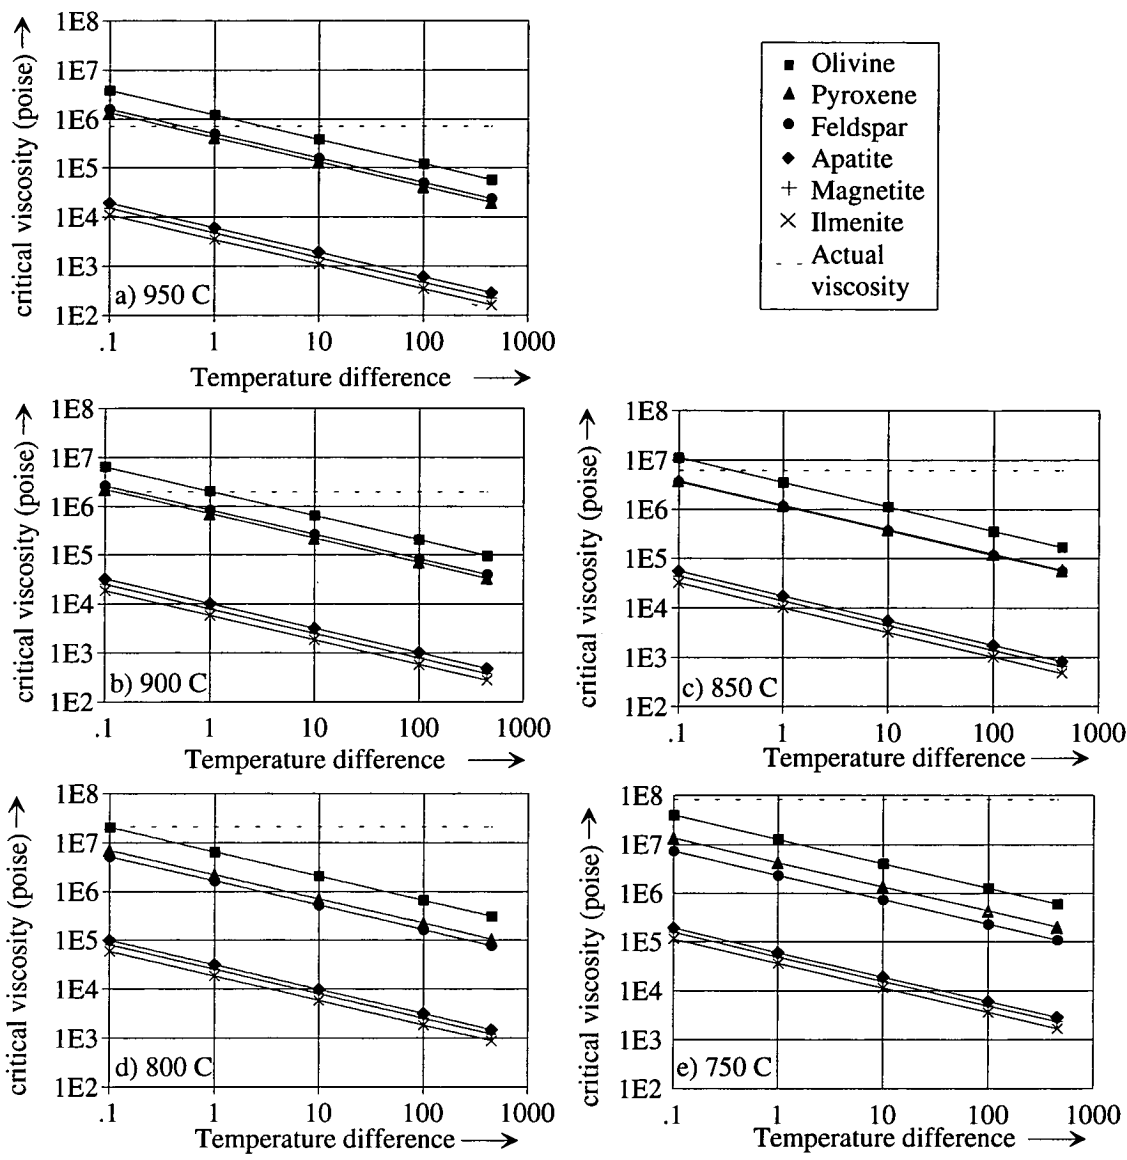 critical viscosity (poise)
1E8
1E7
1E6
1E5
1E4
1E3
1E2
a) 950 C
.1 1 10 100 1000
Temperature difference
Olivine
Pyroxene
Feldspar
Apatite
Magnetite
Ilmenite
Actual
viscosity
critical viscosity (poise)
1E8
1E7
1E6
1E5
1E4
1E3
1E2
b) 900 C
.1 1 10 100 1000
Temperature difference
critical viscosity (poise)
1E8
1E7
1E6
1E5
1E4
1E3
1E2
c) 850 C
.1 1 10 100 1000
Temperature difference
critical viscosity (poise)
1E8
1E7
1E6
1E5
1E4
1E3
1E2
d) 800 C
.1 1 10 100 1000
Temperature difference
critical viscosity (poise)
1E8
1E7
1E6
1E5
1E4
1E3
1E2
e) 750 C
.1 1 10 100 1000
Temperature difference